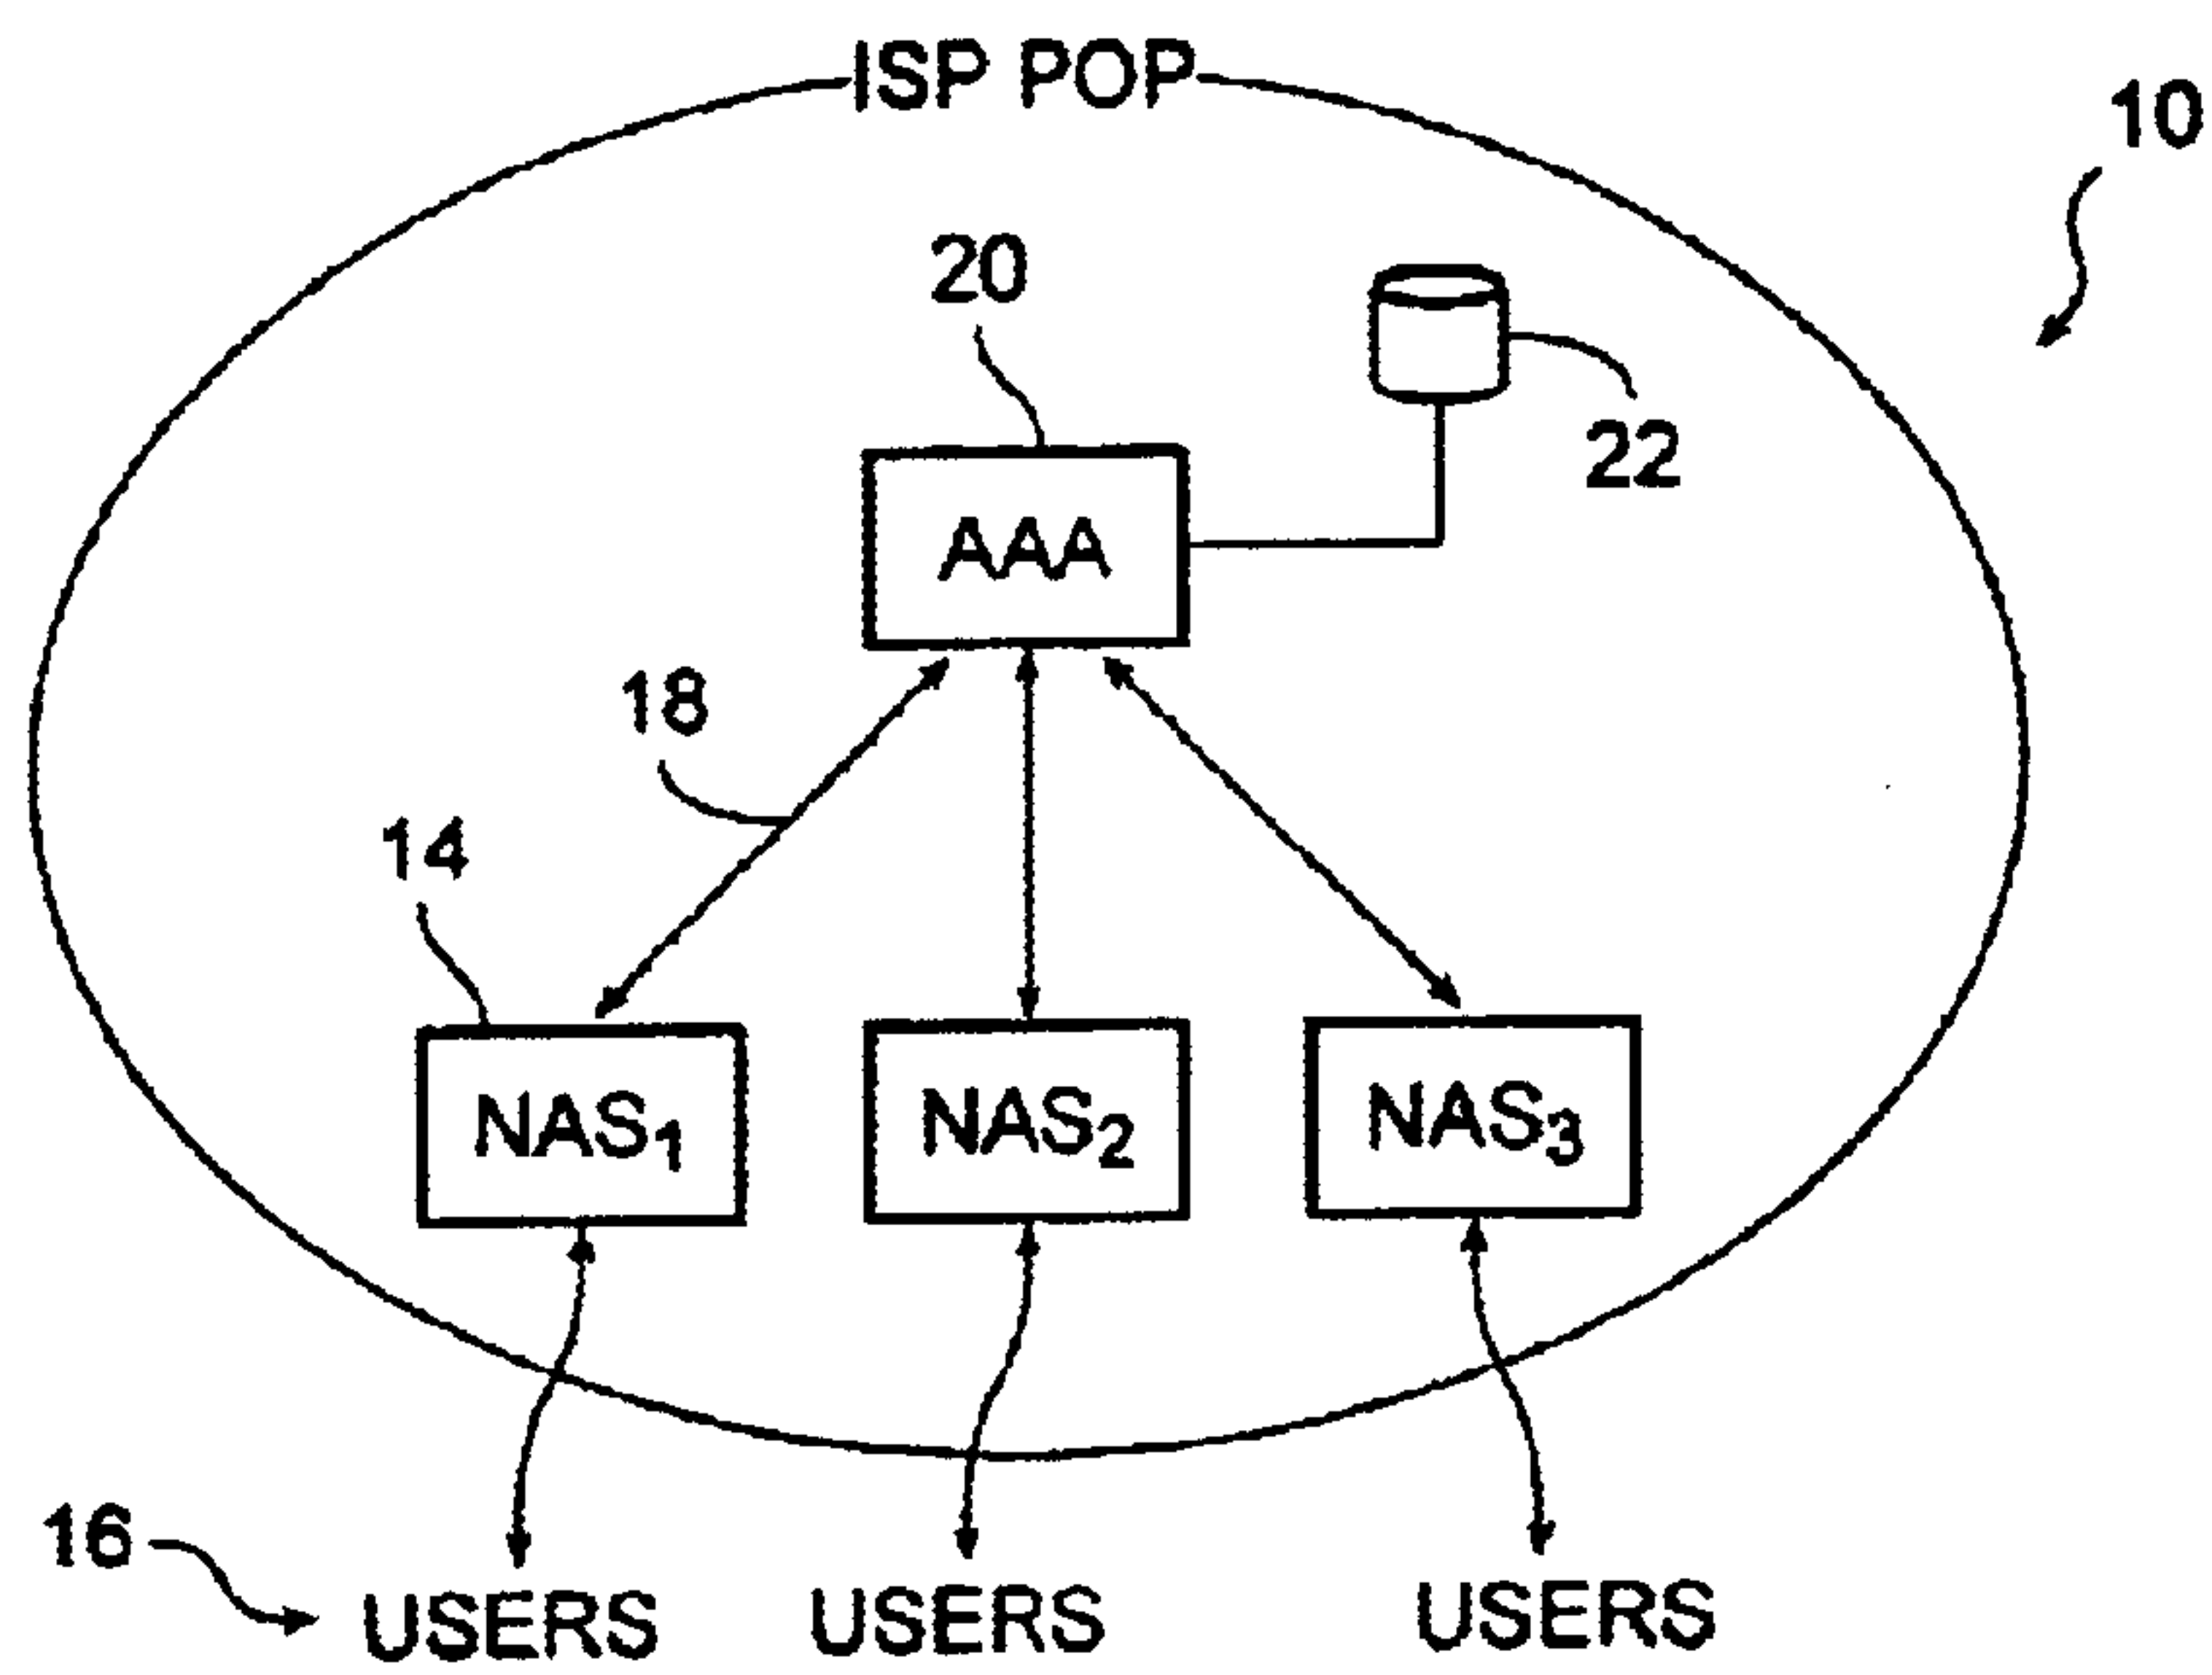 ISP POP
10
20
22
AAA
18
14
NAS₁
NAS₂
NAS₃
16
USERS
USERS
USERS